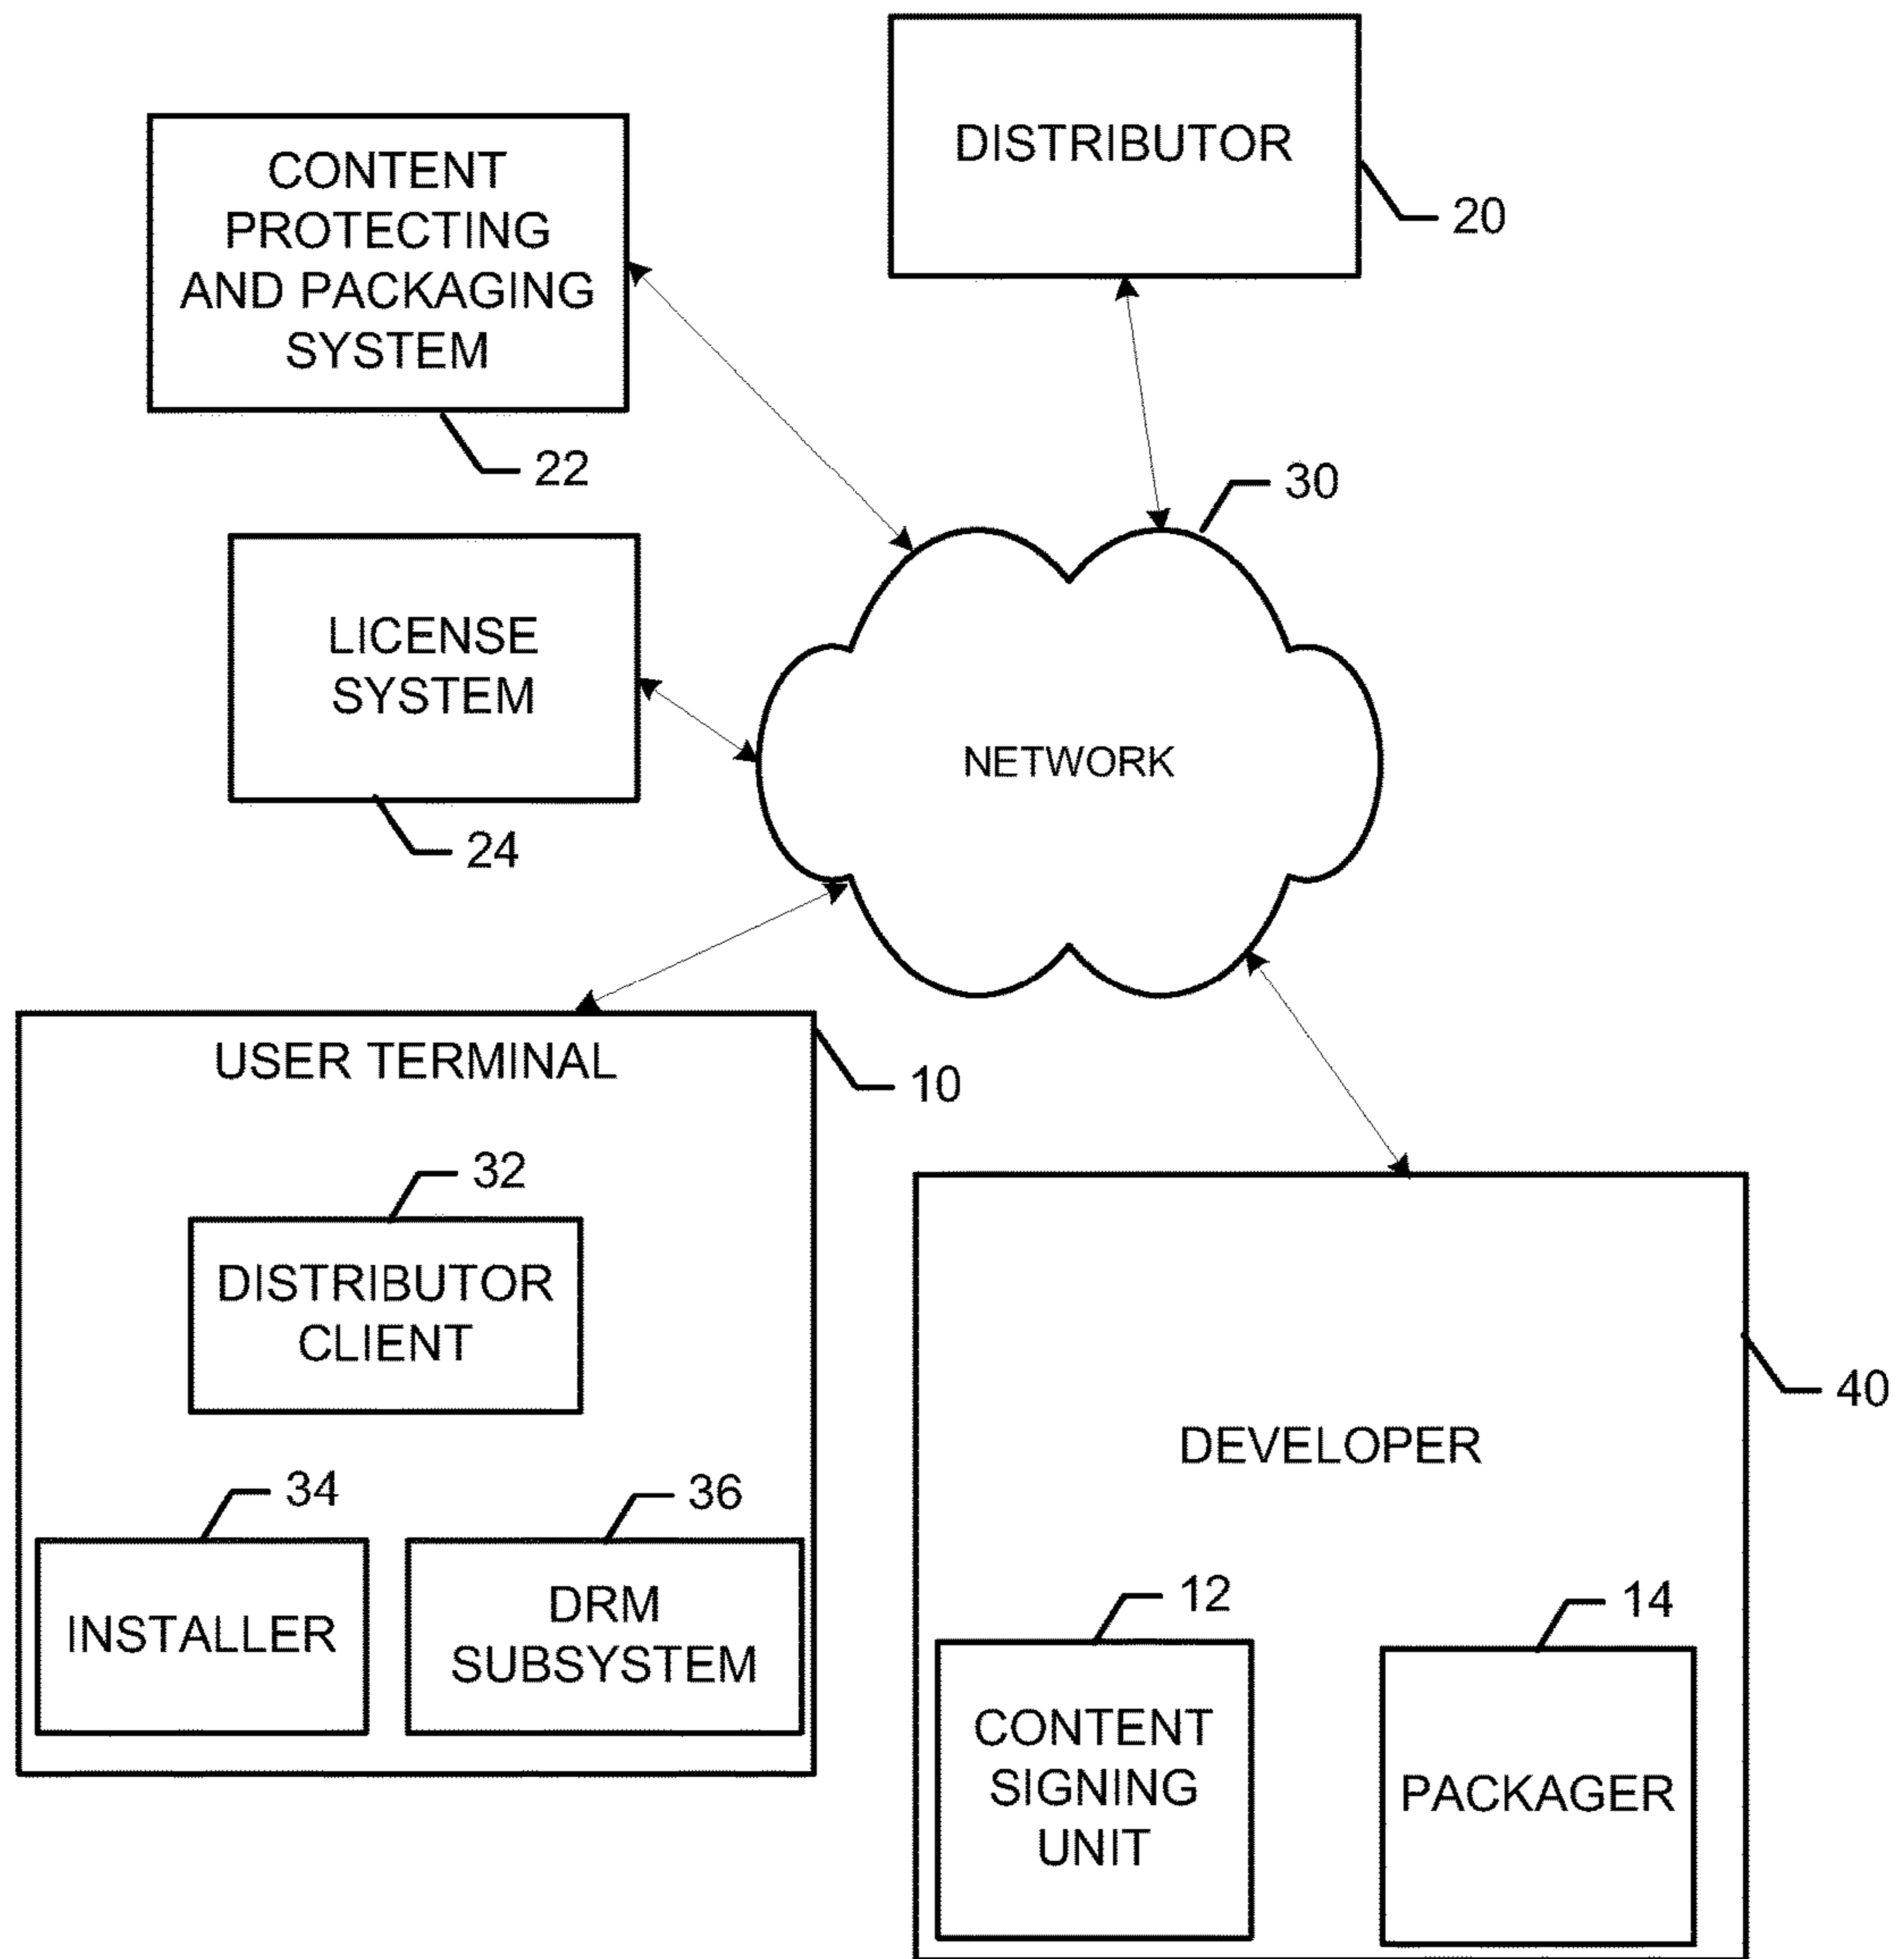 DISTRIBUTOR
20
CONTENT
PROTECTING
AND PACKAGING
SYSTEM
22
30
LICENSE
SYSTEM
24
NETWORK
USER TERMINAL
10
32
DISTRIBUTOR
CLIENT
34
INSTALLER
36
DRM
SUBSYSTEM
40
DEVELOPER
12
CONTENT
SIGNING
UNIT
14
PACKAGER